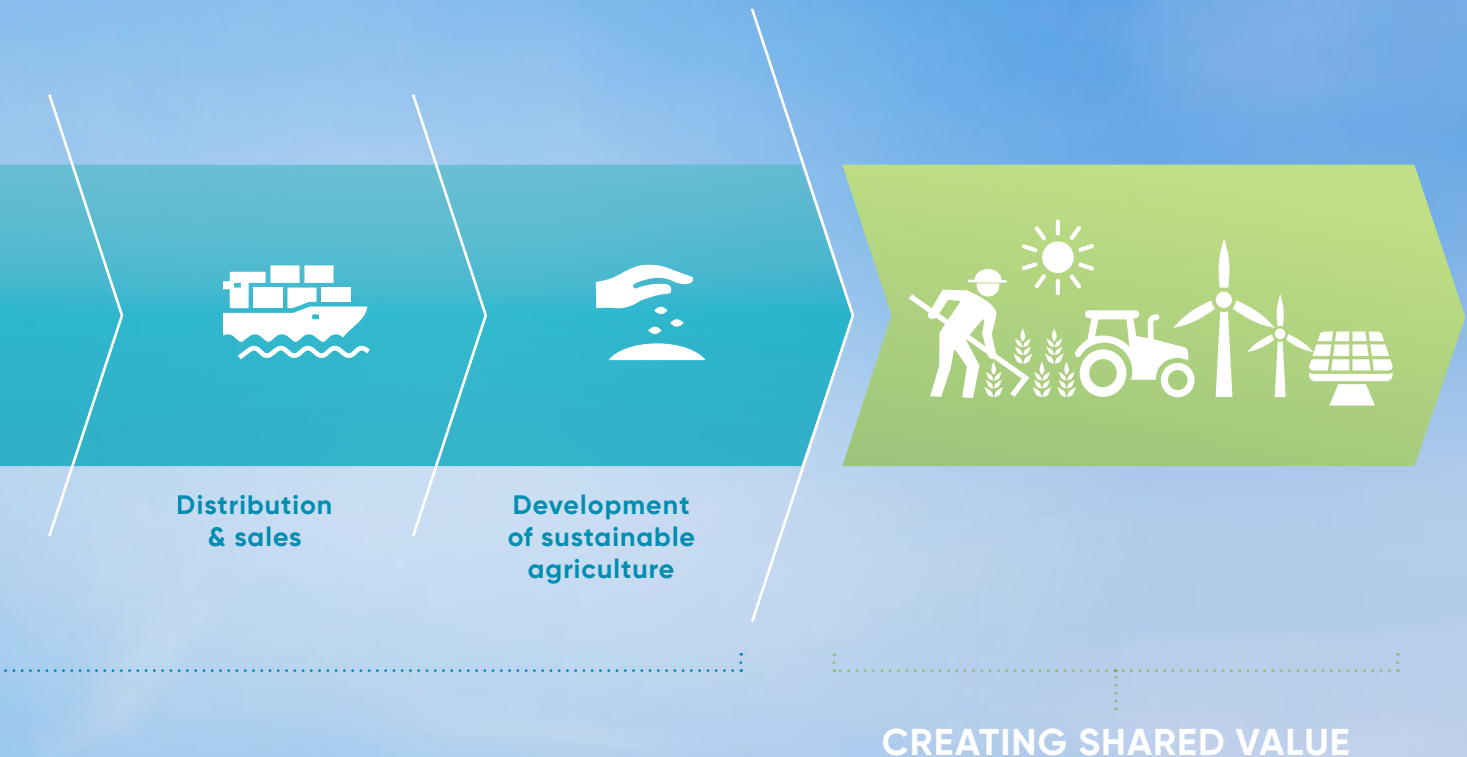 Distribution
& sales
Development
of sustainable
agriculture
CREATING SHARED VALUE